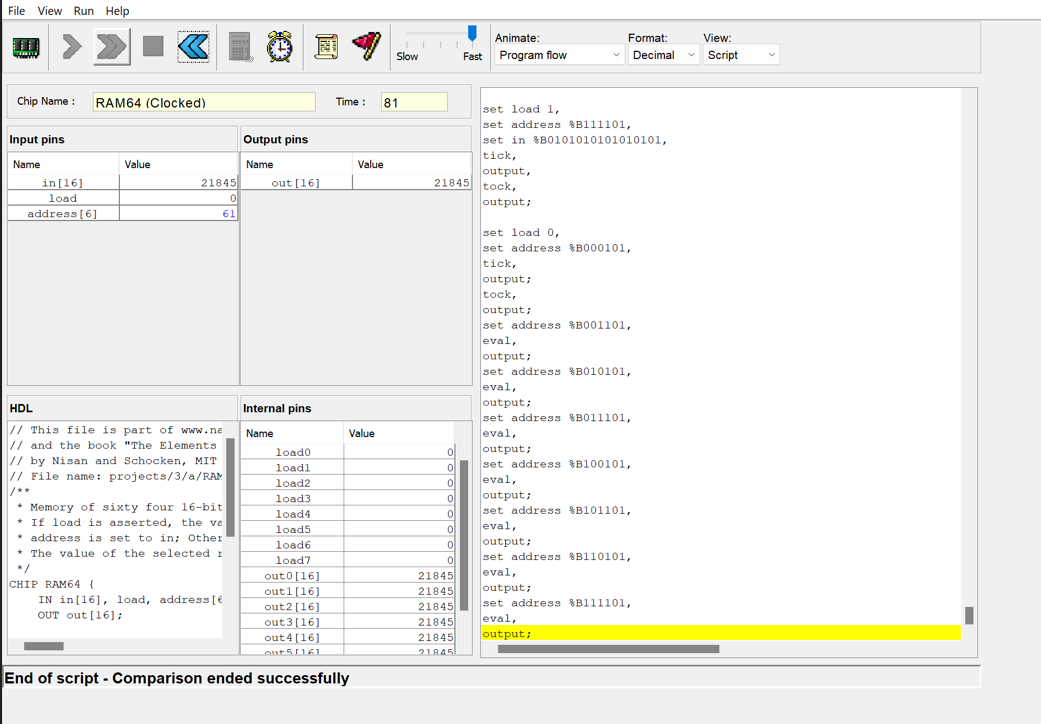 File View Run Help
Animate: Format: View:
Slow Fast Program flow Decimal Script
Chip Name : RAM64 (Clocked) Time : 81
Input pins
Name Value
in[16] 21845
load 0
address[6] 61
Output pins
Name Value
out[16] 21845
HDL
// This file is part of www.na
// and the book "The Elements
// by Nisan and Schocken, MIT
// File name: projects/3/a/RAM
/**
* Memory of sixty four 16-bit
* If load is asserted, the va
* address is set to in; Other
* The value of the selected r
*/
CHIP RAM64 {
IN in[16], load, address[6
OUT out[16];
Internal pins
Name Value
load0 0
load1 0
load2 0
load3 0
load4 0
load5 0
load6 0
load7 0
out0[16] 21845
out1[16] 21845
out2[16] 21845
out3[16] 21845
out4[16] 21845
out5[16] 21845
set load 1,
set address %B111101,
set in %B0101010101010101,
tick,
output,
tock,
output;
set load 0,
set address %B000101,
tick,
output;
tock,
output;
set address %B001101,
eval,
output;
set address %B010101,
eval,
output;
set address %B011101,
eval,
output;
set address %B100101,
eval,
output;
set address %B101101,
eval,
output;
set address %B110101,
eval,
output;
set address %B111101,
eval,
output;
End of script - Comparison ended successfully